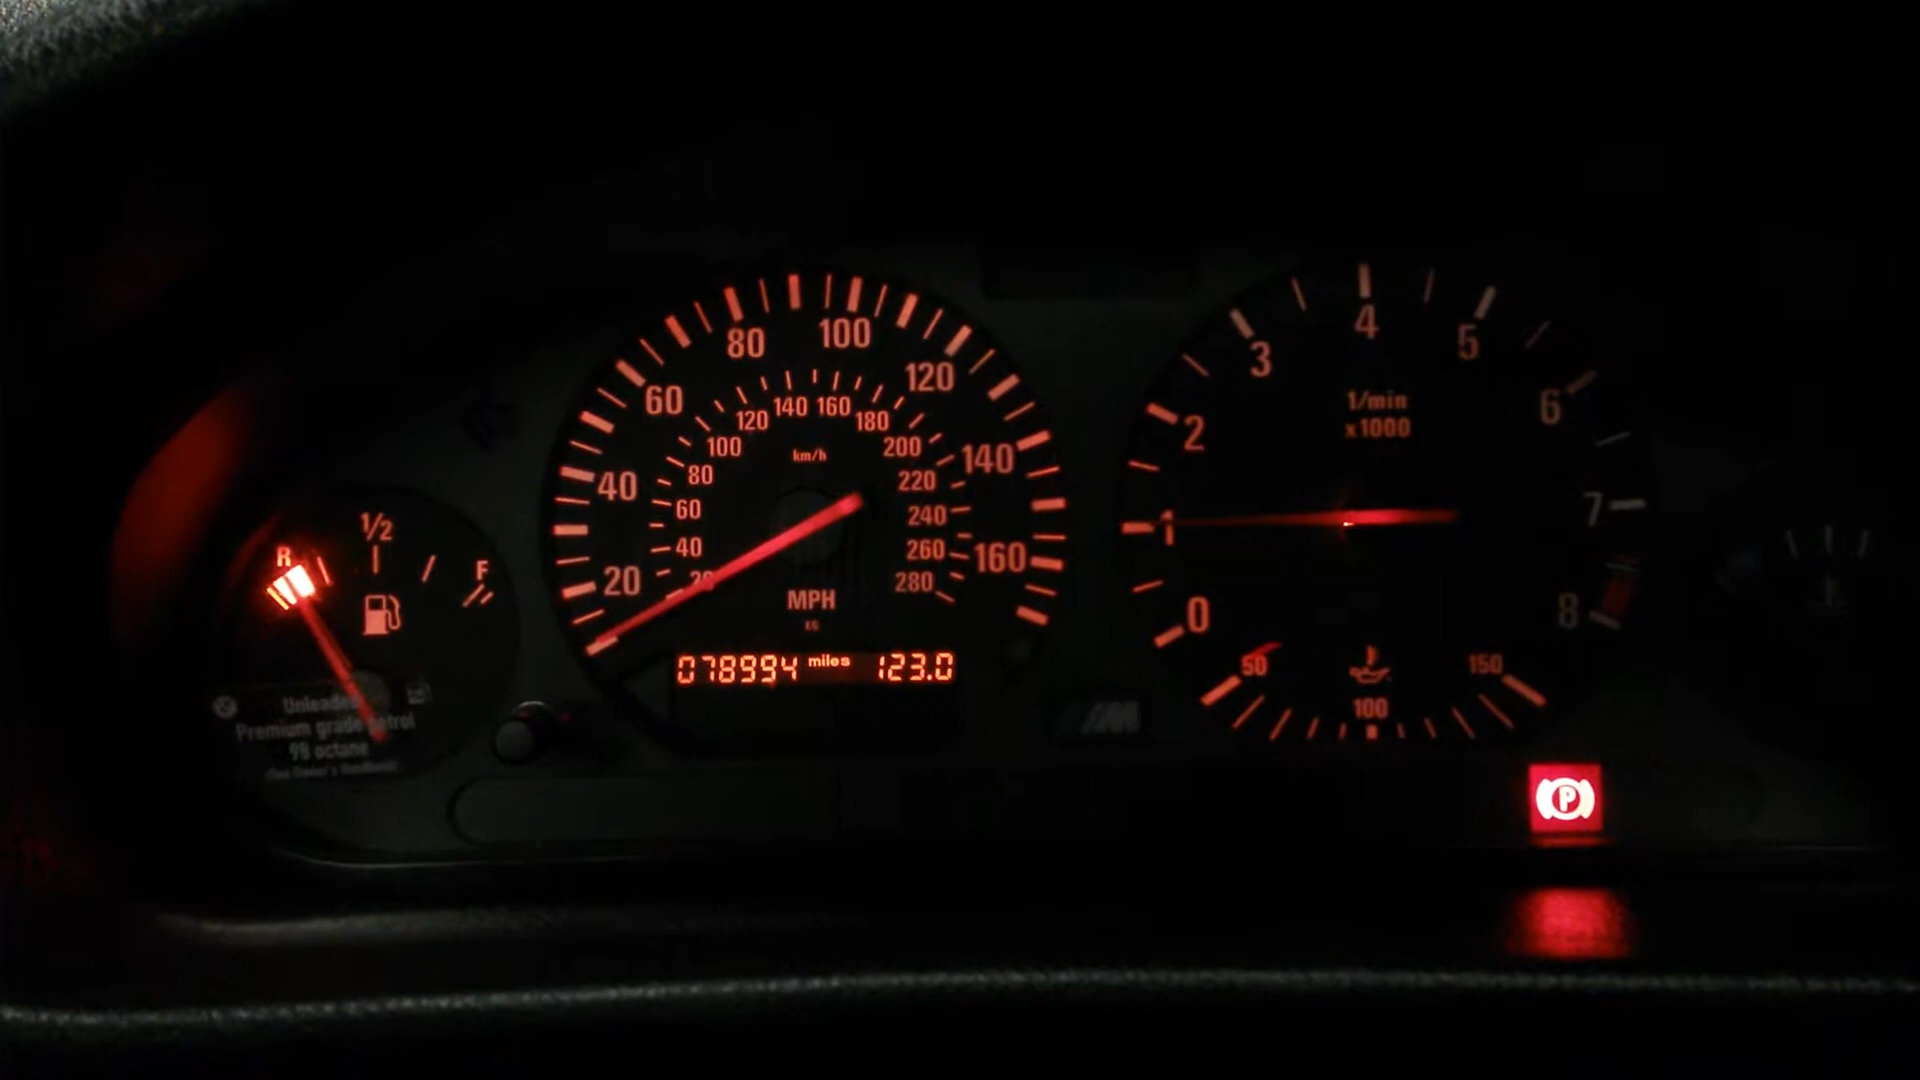 80
100
60
120
40
140
20
160
120
140
160
180
100
200
80
220
60
240
40
260
20
280
km/h
MPH
078994 miles 123.0
R
1/2
F
Unleaded
Premium grade petrol
98 octane
0
1
2
3
4
5
6
7
8
1/min
x1000
50
100
150
M
P